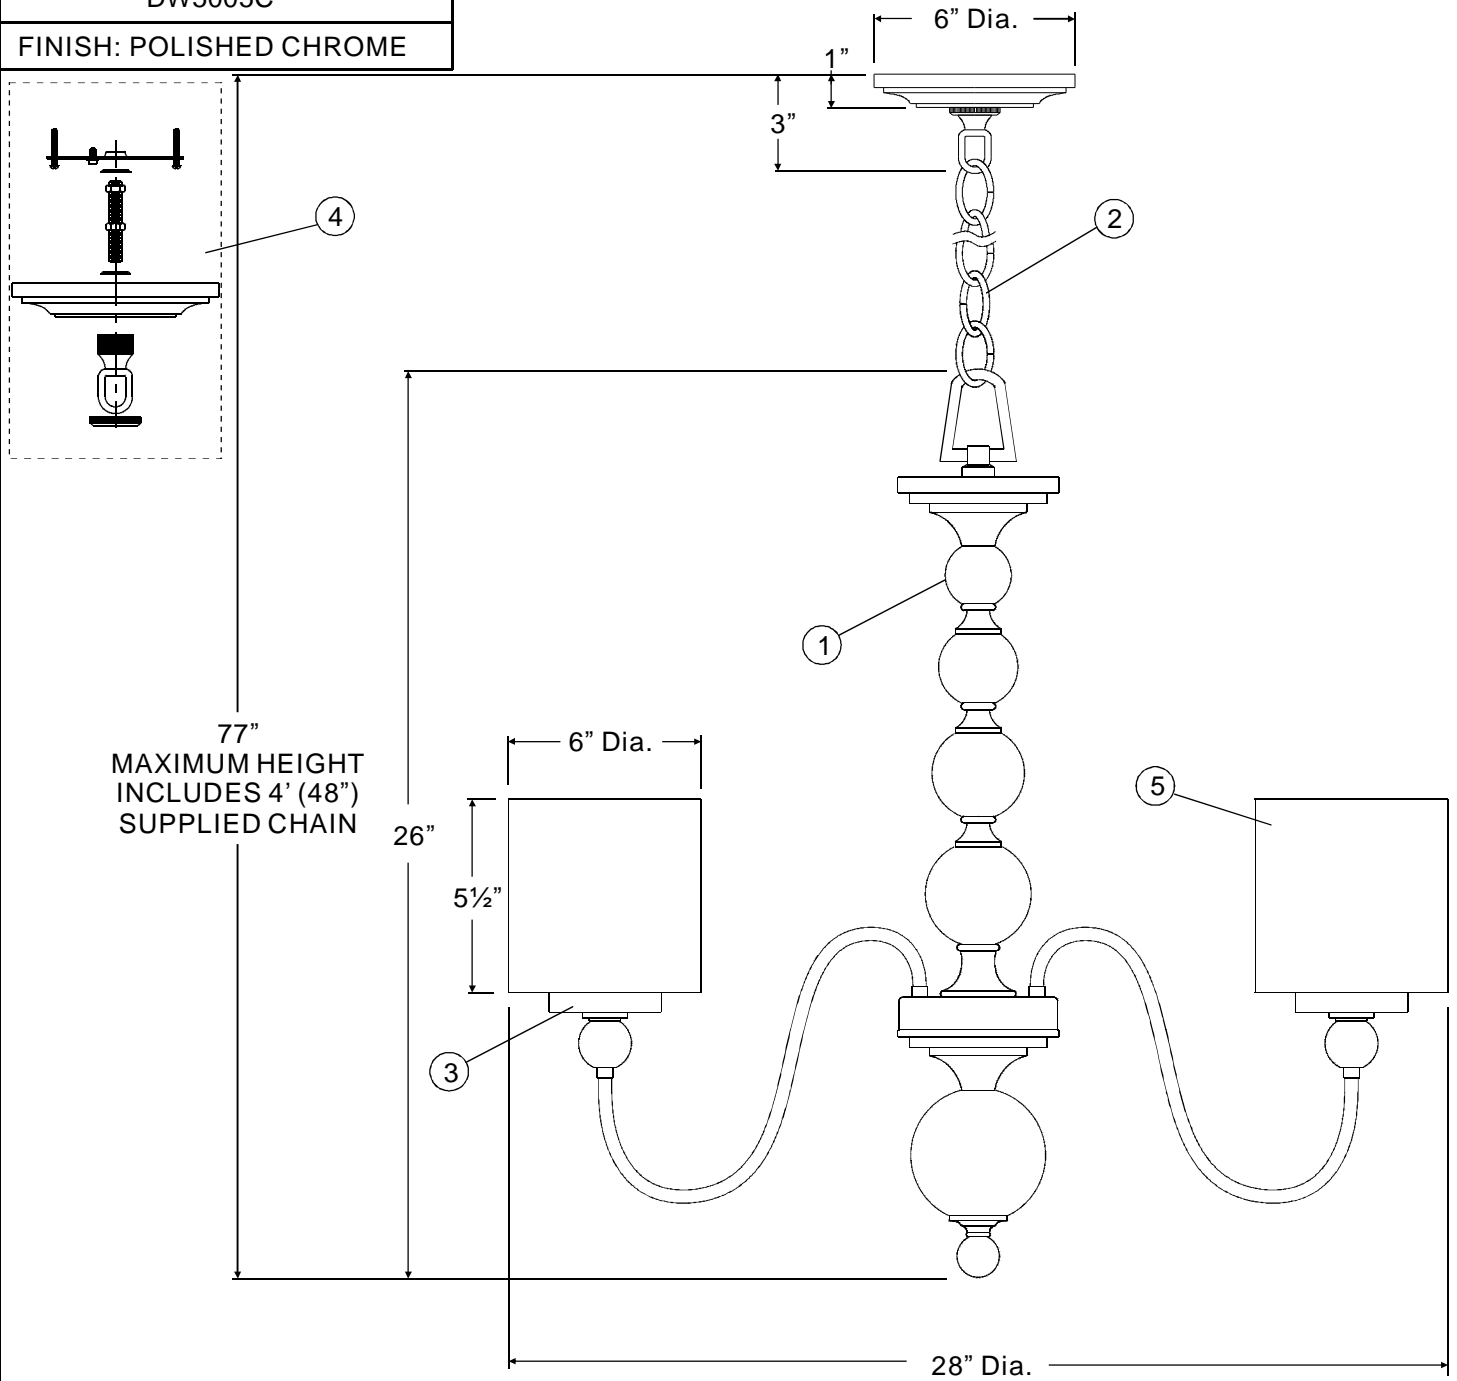 DW5005C
FINISH: POLISHED CHROME
6” Dia.
1”
3”
4
2
1
77”
MAXIMUM HEIGHT
INCLUDES 4’ (48”)
SUPPLIED CHAIN
6” Dia.
26”
5½”
5
3
28” Dia.